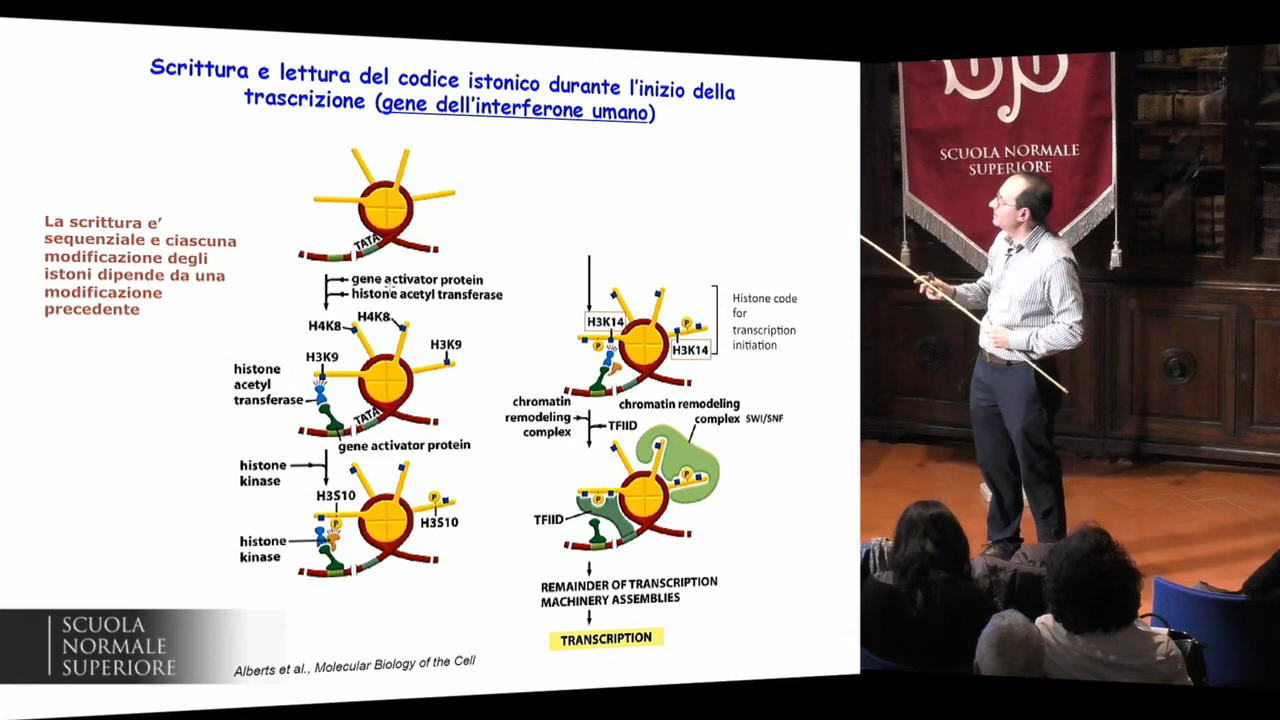 Scrittura e lettura del codice istonico durante l'inizio della
trascrizione (gene dell'interferone umano)
La scrittura e'
sequenziale e ciascuna
modificazione degli
istoni dipende da una
modificazione
precedente
TATA
gene activator protein
histone acetyl transferase
H4K8
H4K8
H3K9
H3K9
histone
acetyl
transferase
TATA
gene activator protein
histone
kinase
H3S10
P
P
H3S10
histone
kinase
H3K14
P
P
H3K14
Histone code
for
transcription
initiation
chromatin
remodeling
complex
TFIID
chromatin remodeling
complex SWI/SNF
P
P
TFIID
REMAINDER OF TRANSCRIPTION
MACHINERY ASSEMBLIES
TRANSCRIPTION
Alberts et al., Molecular Biology of the Cell
SCUOLA
NORMALE
SUPERIORE
SCUOLA NORMALE
SUPERIORE